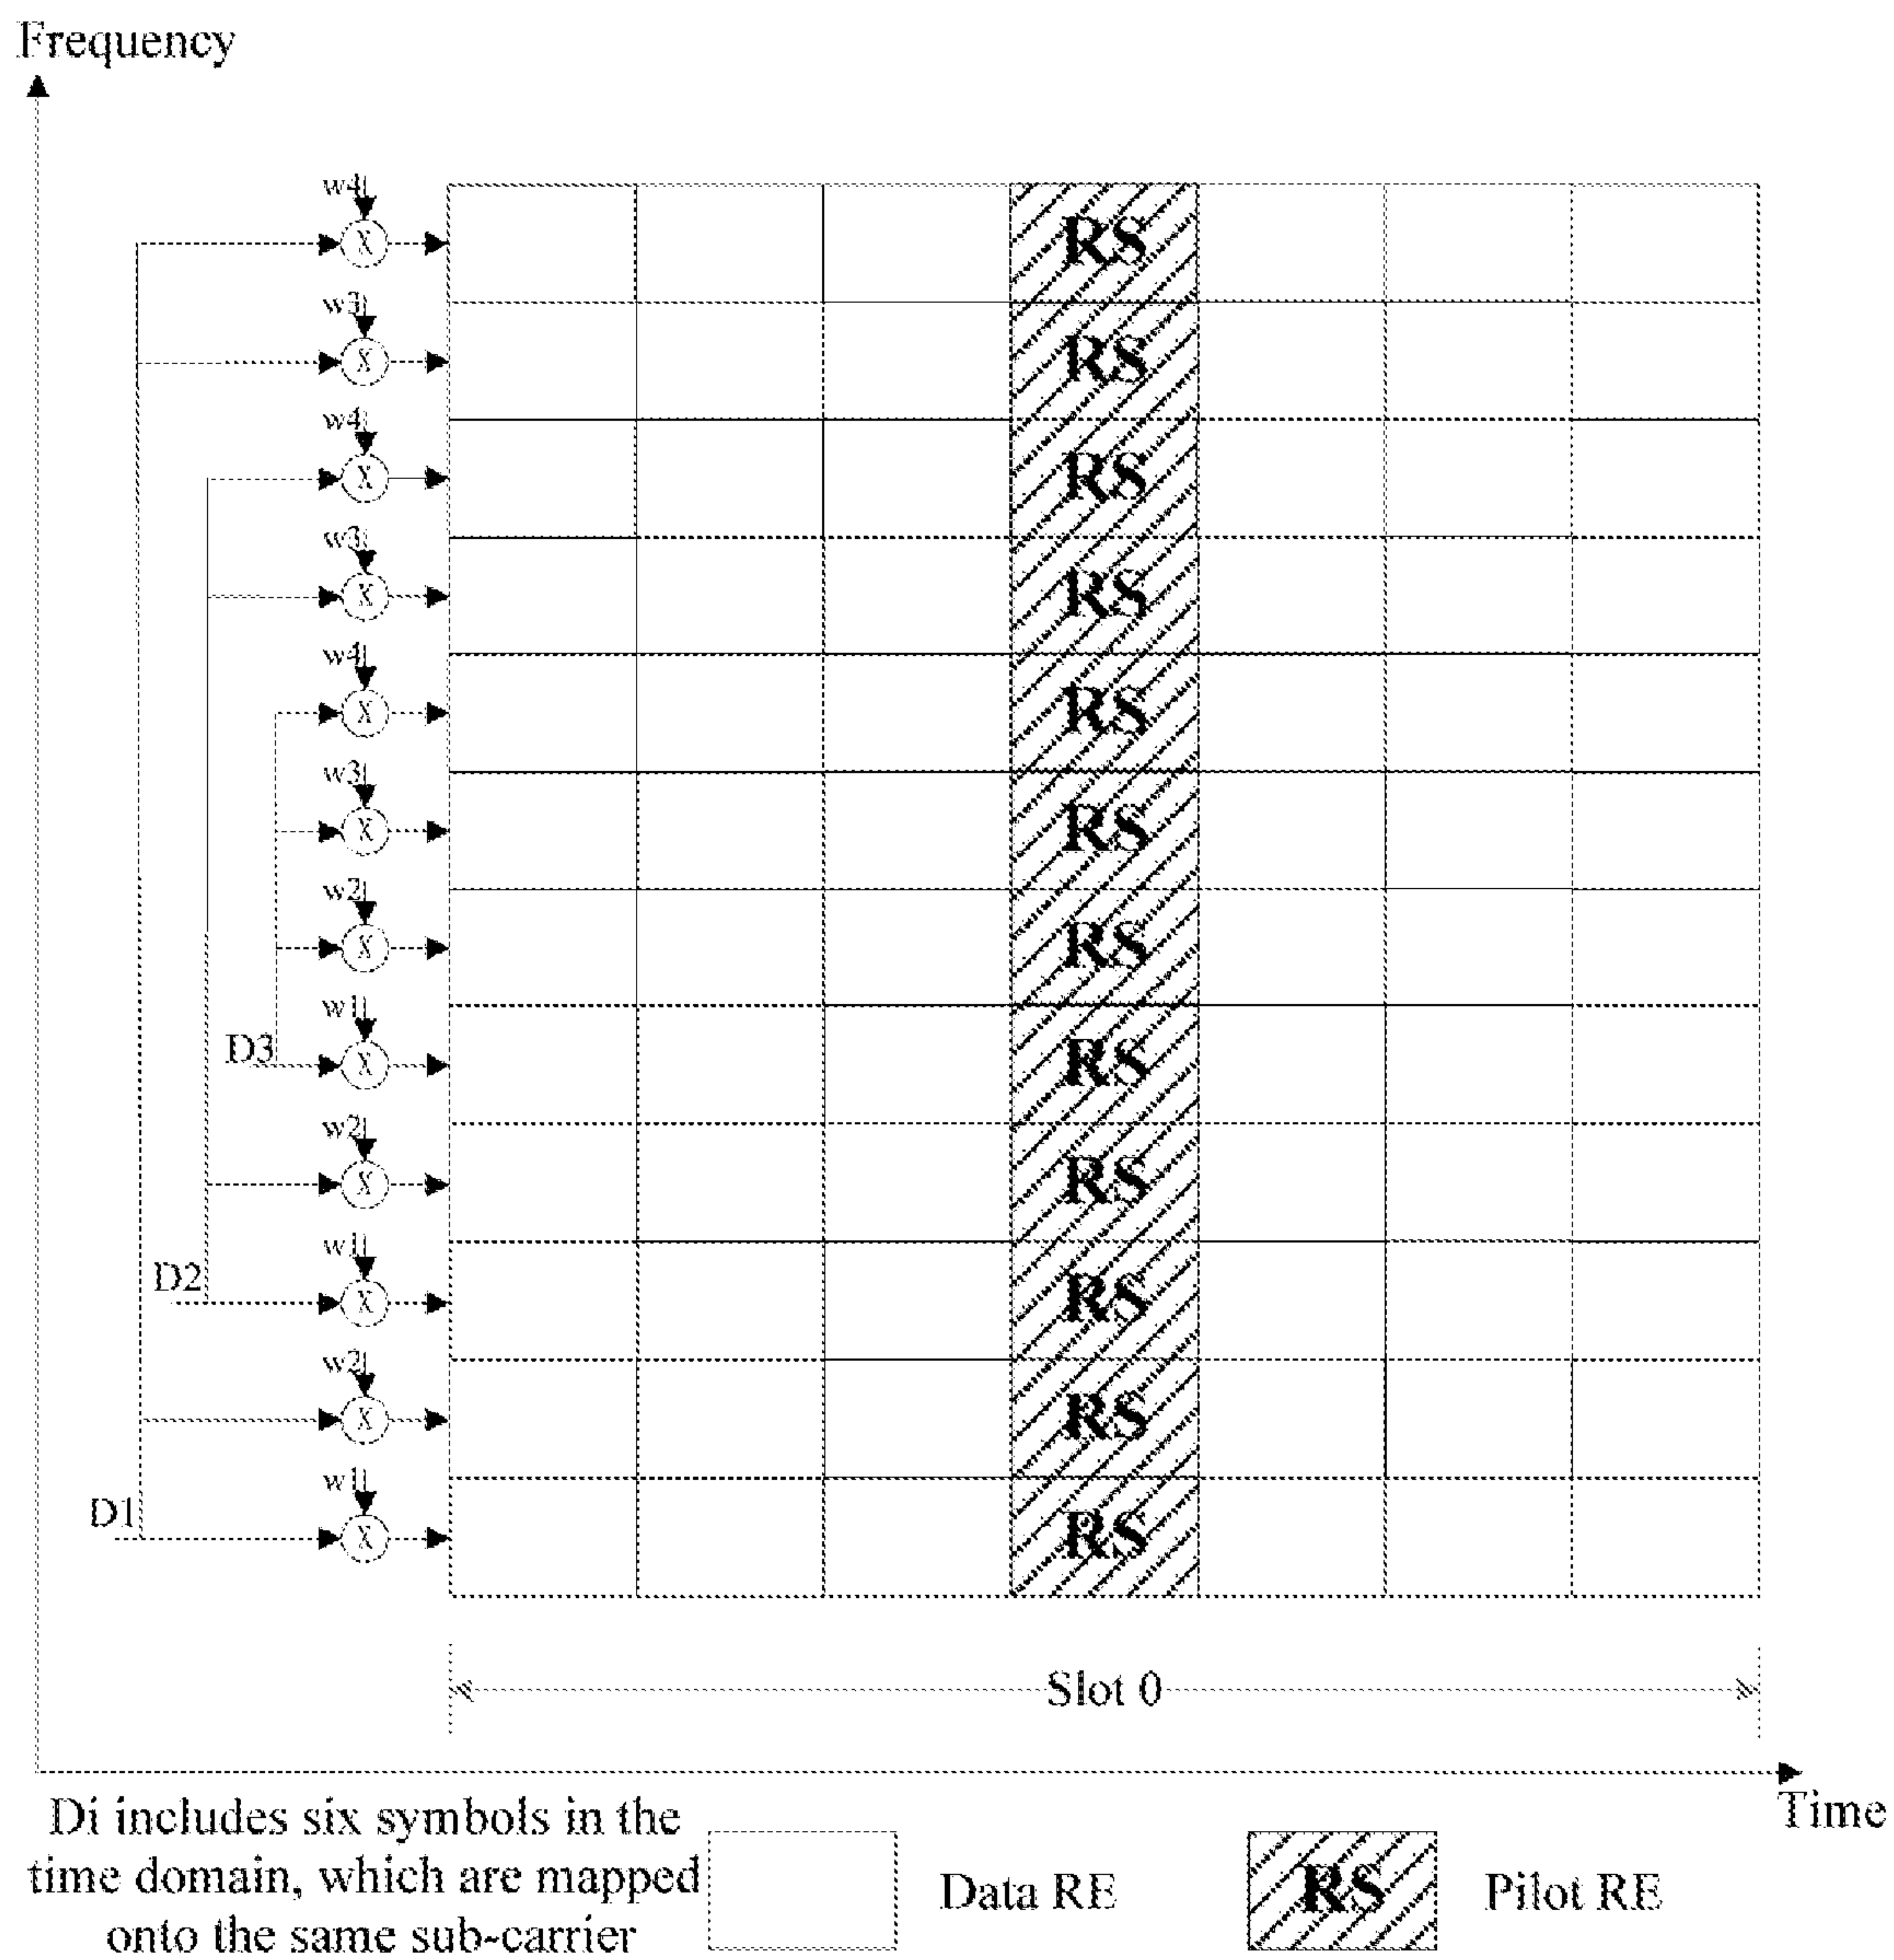 Frequency
w4
RS
w3
RS
w4
RS
w3
RS
w4
RS
w3
RS
w2
RS
w1
D3
RS
w2
RS
w1
D2
RS
w2
RS
w1
D1
RS
Slot 0
Time
Di includes six symbols in the
time domain, which are mapped
onto the same sub-carrier
Data RE
RS
Pilot RE